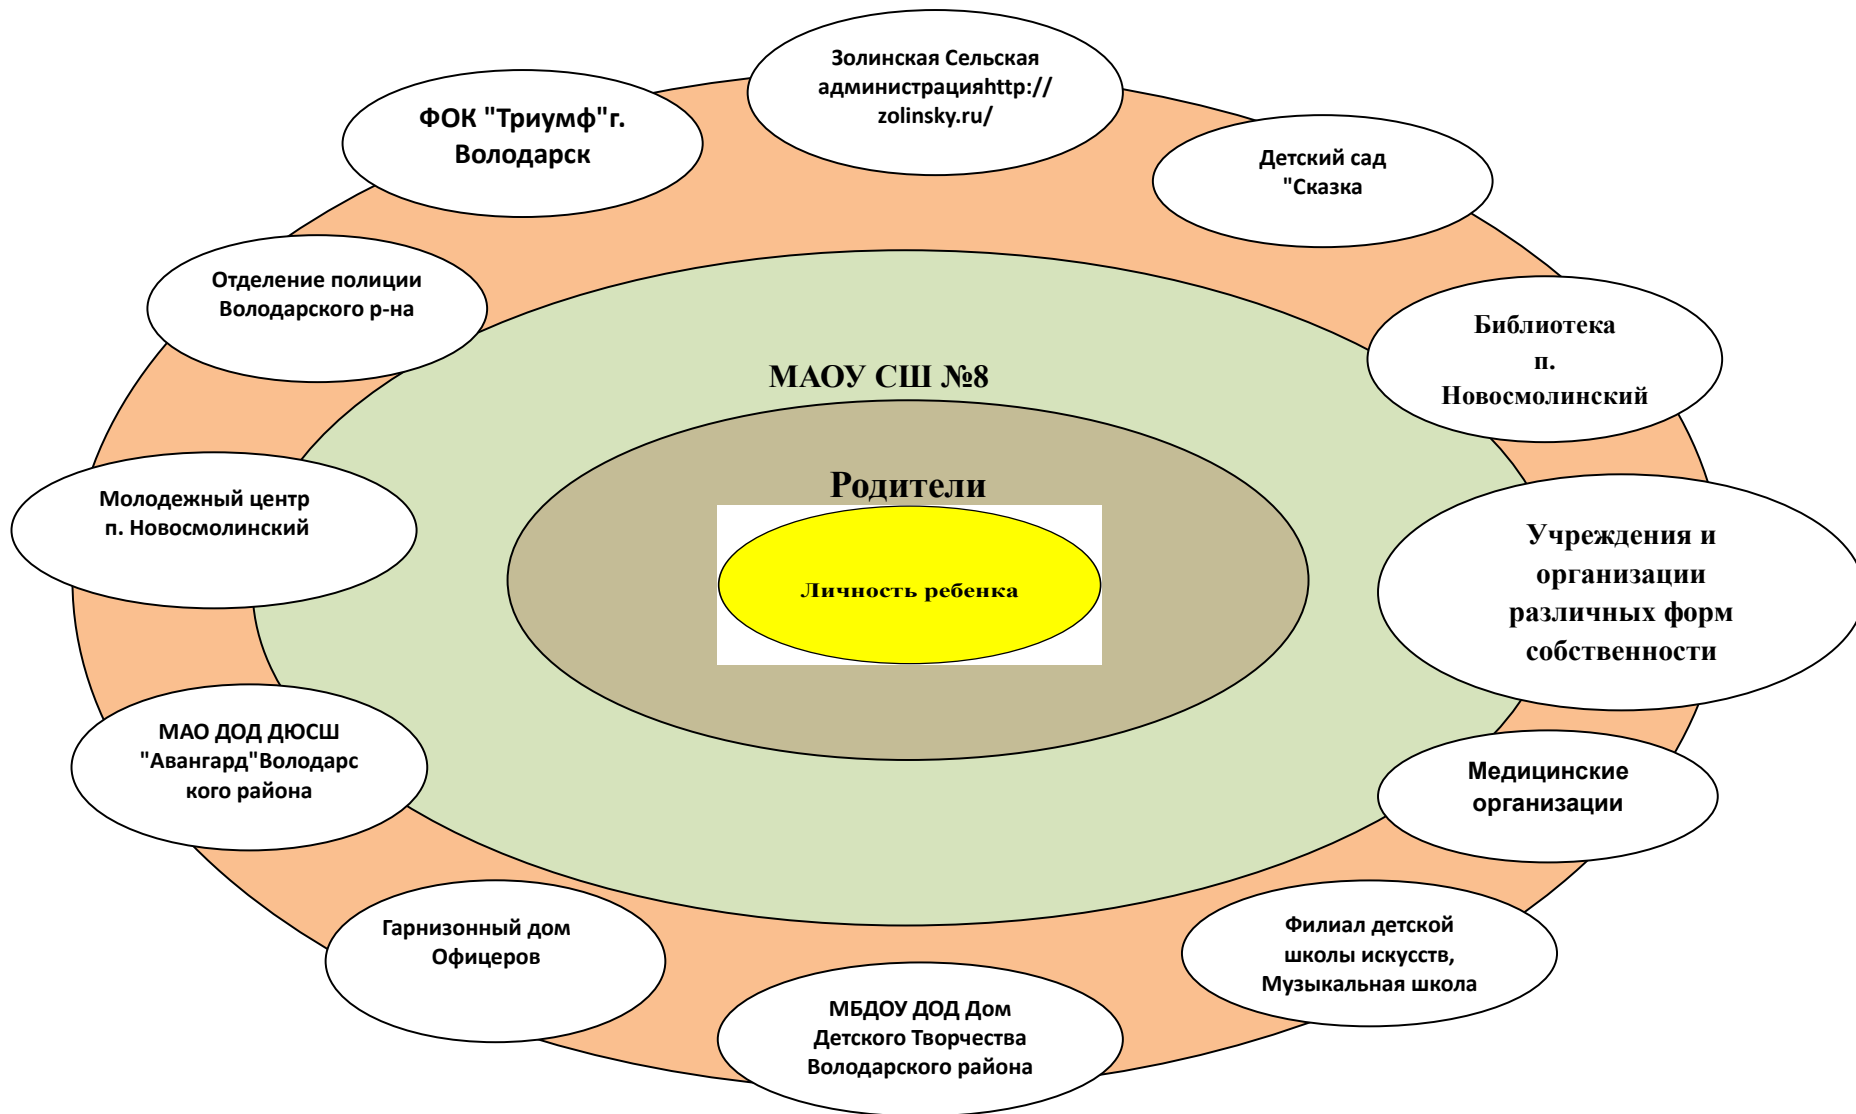 Золинская Сельская
администрацияhttp://
zolinsky.ru/
ФОК "Триумф"г.
Володарск
Детский сад
"Сказка
Отделение полиции
Володарского р-на
Библиотека
п.
Новосмолинский
МАОУ СШ №8
Родители
Личность ребенка
Молодежный центр
п. Новосмолинский
Учреждения и
организации
различных форм
собственности
МАО ДОД ДЮСШ
"Авангард"Володарс
кого района
Медицинские
организации
Гарнизонный дом
Офицеров
Филиал детской
школы искусств,
Музыкальная школа
МБДОУ ДОД Дом
Детского Творчества
Володарского района